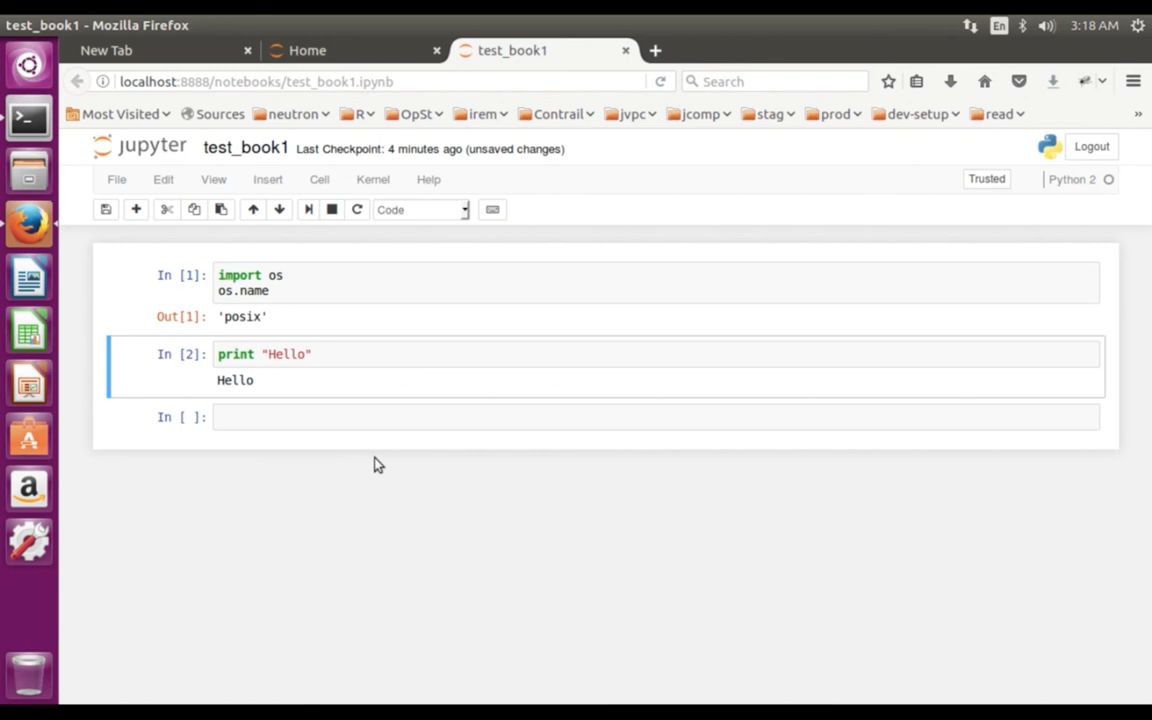 test_book1 - Mozilla Firefox
En
3:18 AM
New Tab
Home
test_book1
localhost:8888/notebooks/test_book1.ipynb
Search
Most Visited
Sources
neutron
R
OpSt
irem
Contrail
jvpc
jcomp
stag
prod
dev-setup
read
»
jupyter
test_book1 Last Checkpoint: 4 minutes ago (unsaved changes)
Logout
File
Edit
View
Insert
Cell
Kernel
Help
Trusted
Python 2
Code
In [1]: import os
os.name
Out[1]: 'posix'
In [2]: print "Hello"
Hello
In [ ]: